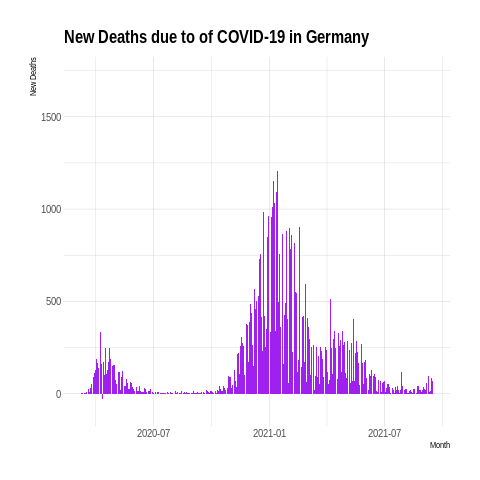 New Deaths due to of COVID-19 in Germany
New Deaths
1500
1000
500
0
2020-07
2021-01
2021-07
Month